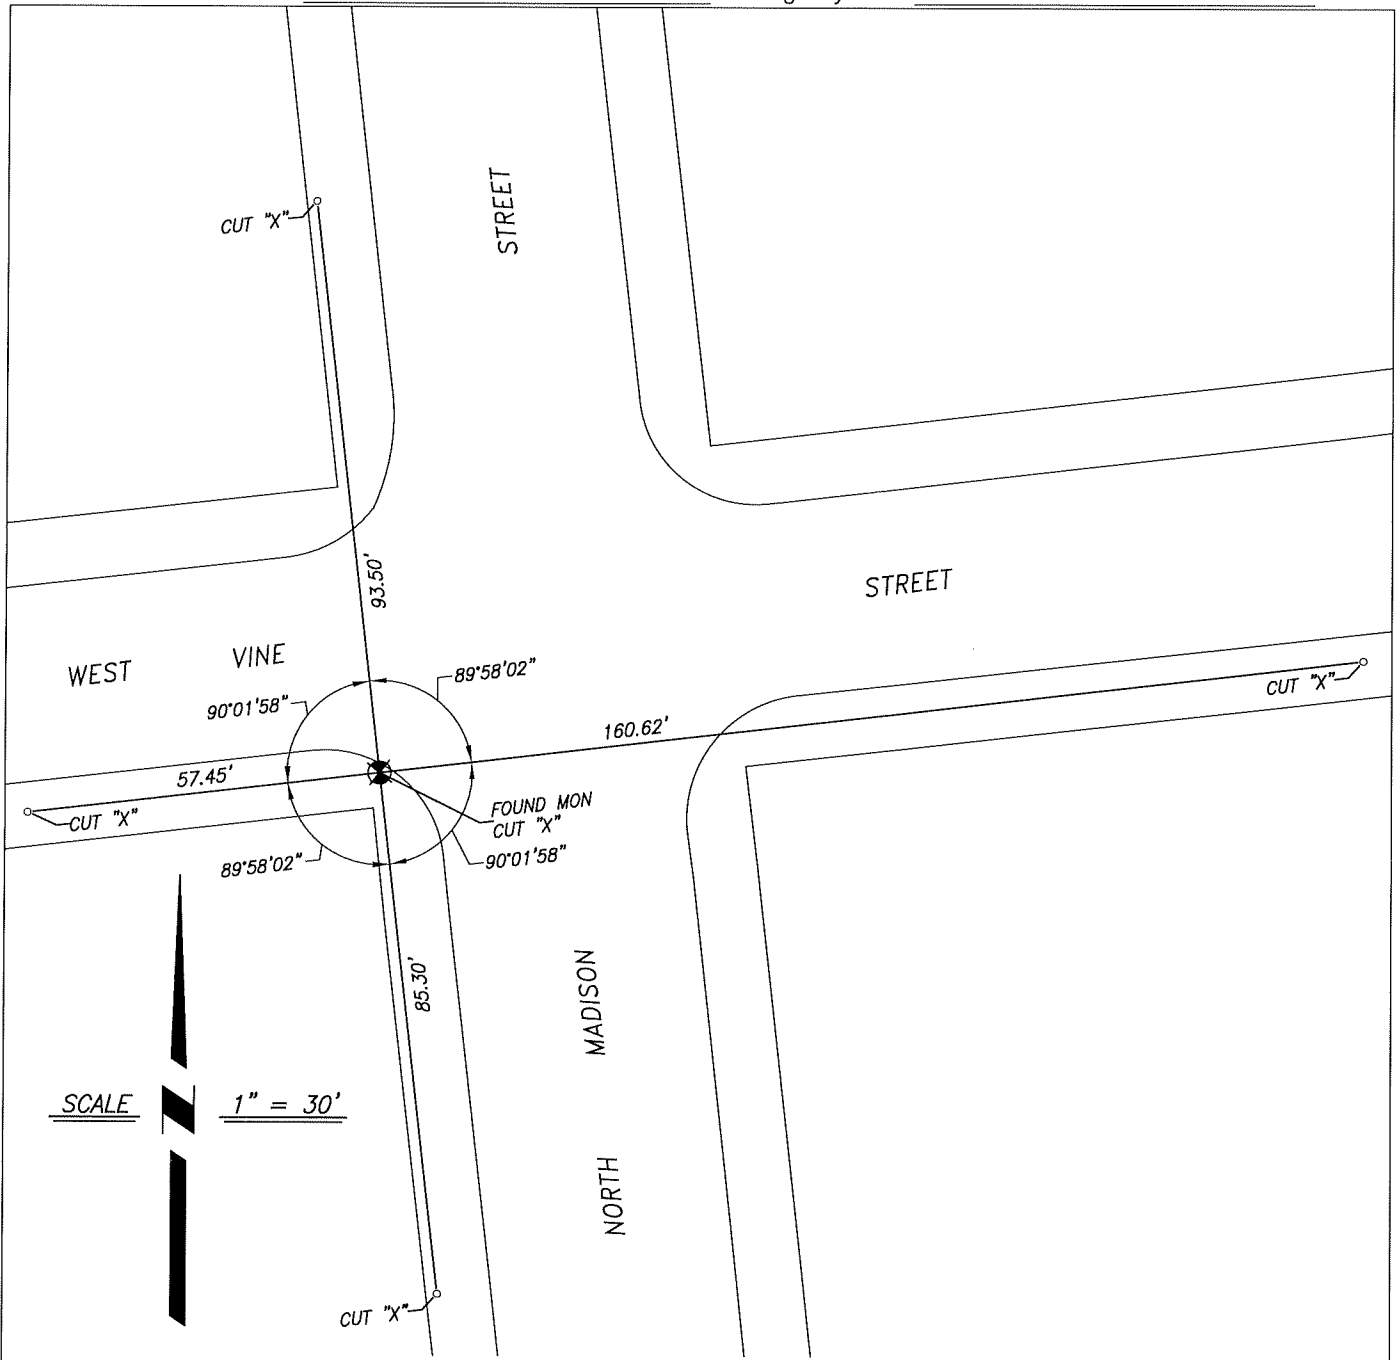 STREET
CUT "X"
93.50'
STREET
WEST VINE
89°58'02"
90°01'58"
CUT "X"
160.62'
57.45'
FOUND MON
CUT "X"
CUT "X"
90°01'58"
89°58'02"
85.30'
MADISON
SCALE N 1" = 30'
NORTH
CUT "X"